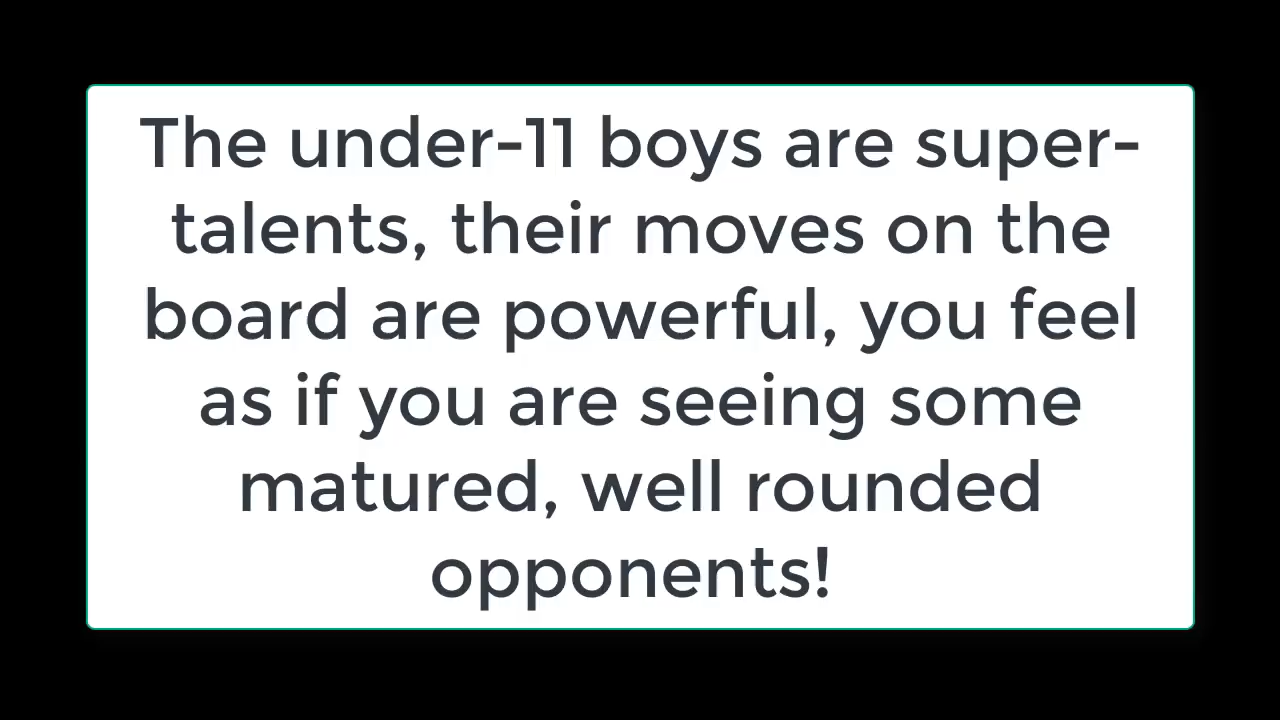 The under-11 boys are super-
talents, their moves on the
board are powerful, you feel
as if you are seeing some
matured, well rounded
opponents!